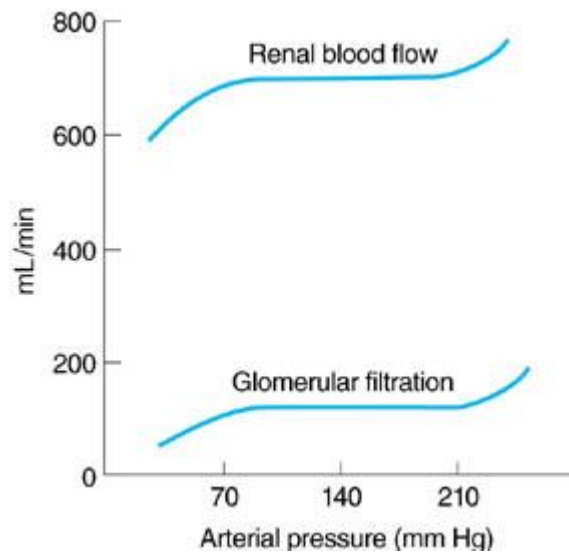 800
Renal blood flow
600
mL/min
400
200
Glomerular filtration
0
70 140 210
Arterial pressure (mm Hg)